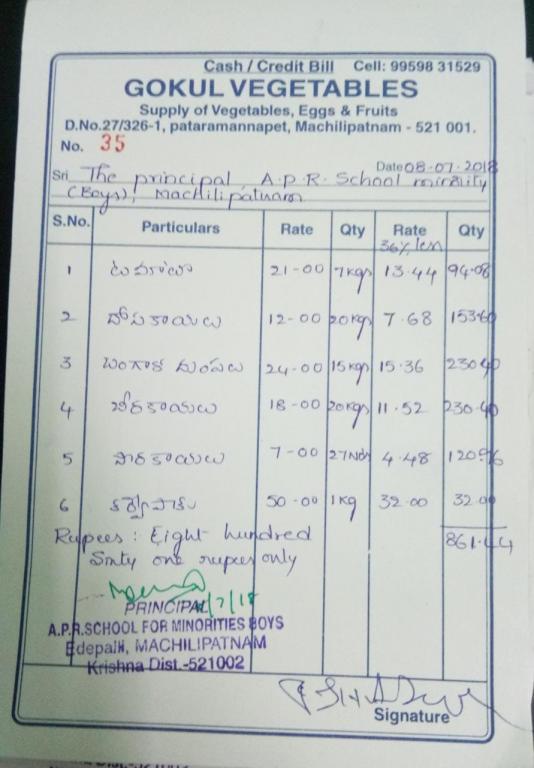 Cash / Credit Bill Cell: 99598 31529
GOKUL VEGETABLES
Supply of Vegetables, Eggs & Fruits
D.No.27/326-1, pataramannapet, Machilipatnam - 521 001.
No. 35
Date 08-07-2018
Sri The principal, A.P.R. School minority
(Boys), Machilipatnam
S.No. Particulars Rate Qty Rate Qty
36% less
1 టమాటా 21-00 7kgs 13.44 94.08
2 దోసకాయలు 12-00 20kgs 7.68 153.60
3 బంగాళ దుంపలు 24-00 15kgs 15.36 230.40
4 బీరకాయలు 18-00 20kgs 11.52 230.40
5 సొరకాయలు 7-00 27Nos 4.48 120.96
6 కర్వేపాకు 50-00 1kg 32.00 32.00
Rupees : Eight hundred 861.44
Sixty one rupees only
PRINCIPAL /7/18
A.P.R.SCHOOL FOR MINORITIES BOYS
Edepalli, MACHILIPATNAM
Krishna Dist.-521002
Signature